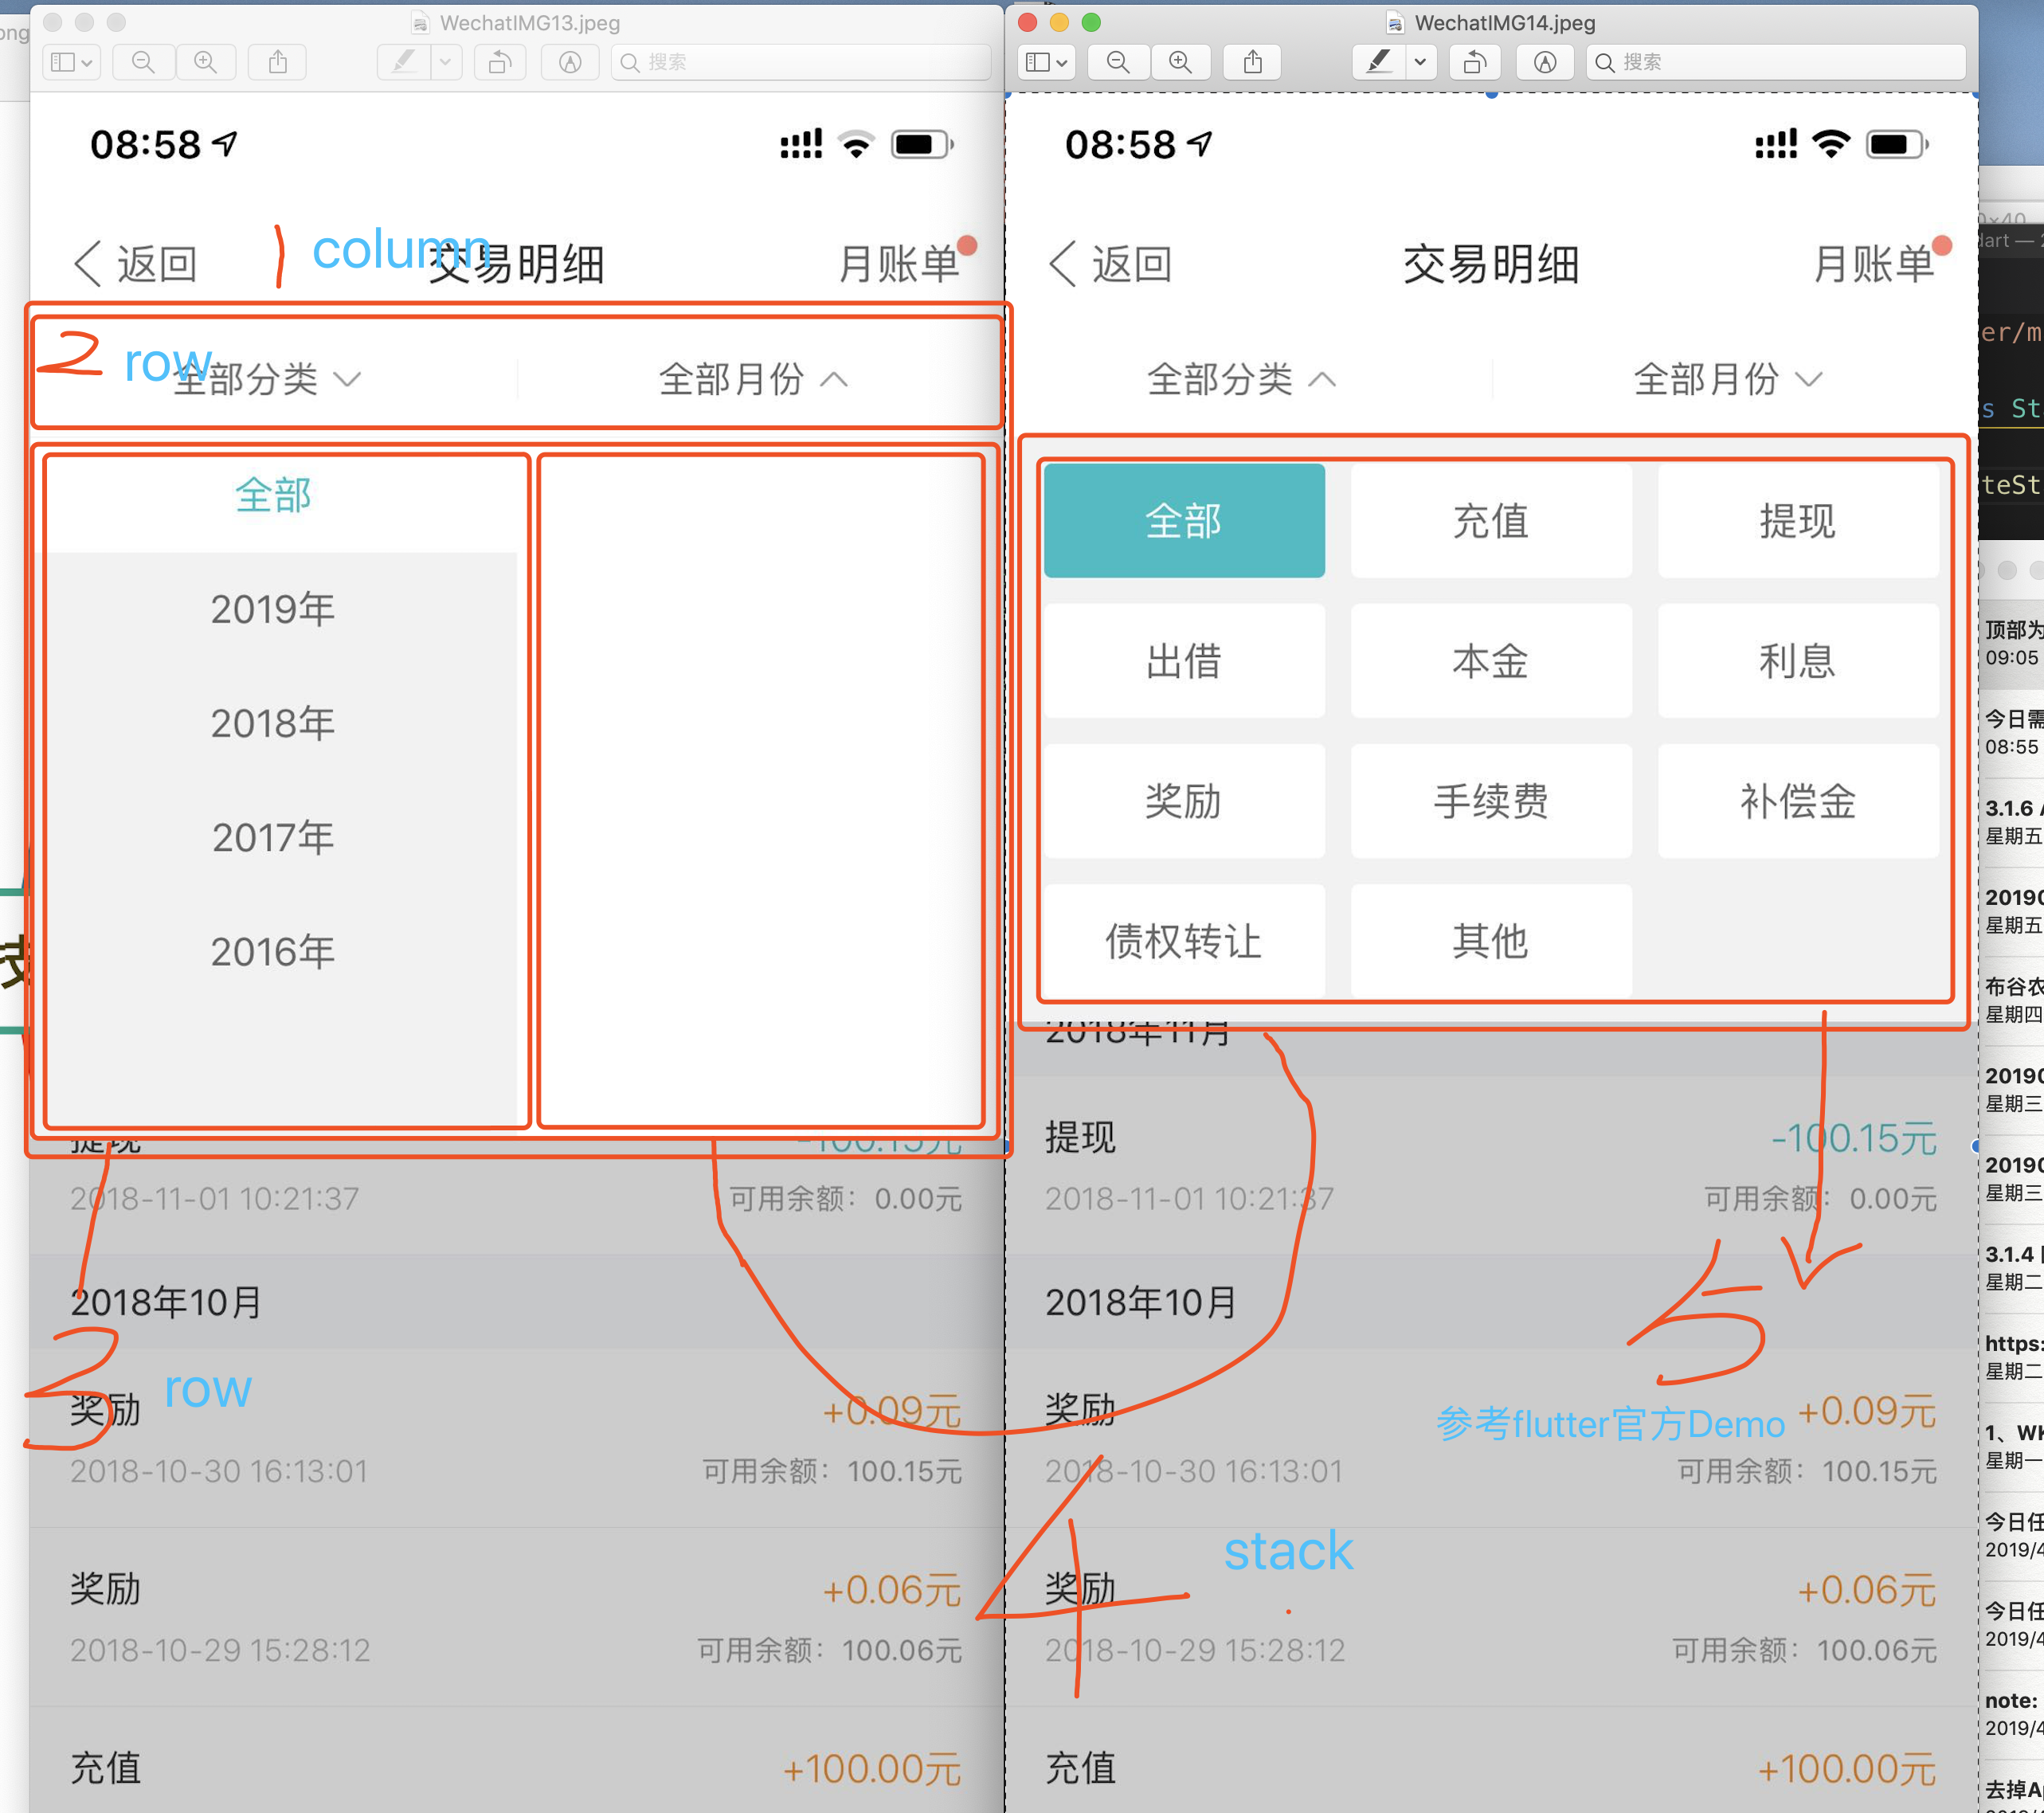 WechatIMG13.jpeg
搜索
08:58
返回
交易明细
月账单
1 column
2 row
全部分类
全部月份
全部
2019年
2018年
2017年
2016年
提现
-100.15元
2018-11-01 10:21:37
可用余额：0.00元
2018年10月
3 row
奖励
+0.09元
2018-10-30 16:13:01
可用余额：100.15元
奖励
+0.06元
2018-10-29 15:28:12
可用余额：100.06元
充值
+100.00元
WechatIMG14.jpeg
搜索
08:58
返回
交易明细
月账单
全部分类
全部月份
全部
充值
提现
出借
本金
利息
奖励
手续费
补偿金
债权转让
其他
2018年11月
提现
-100.15元
2018-11-01 10:21:37
可用余额：0.00元
2018年10月
5
奖励
参考flutter官方Demo
+0.09元
2018-10-30 16:13:01
可用余额：100.15元
4 stack
奖励
+0.06元
2018-10-29 15:28:12
可用余额：100.06元
充值
+100.00元
er/m
s St
teSt
顶部为
09:05
今日需
08:55
3.1.6
星期五
2019
星期五
布谷农
星期四
2019
星期三
2019
星期三
3.1.4
星期二
https:
星期二
1、WK
星期一
今日任
2019/4
今日任
2019/4
note:
2019/4
去掉A